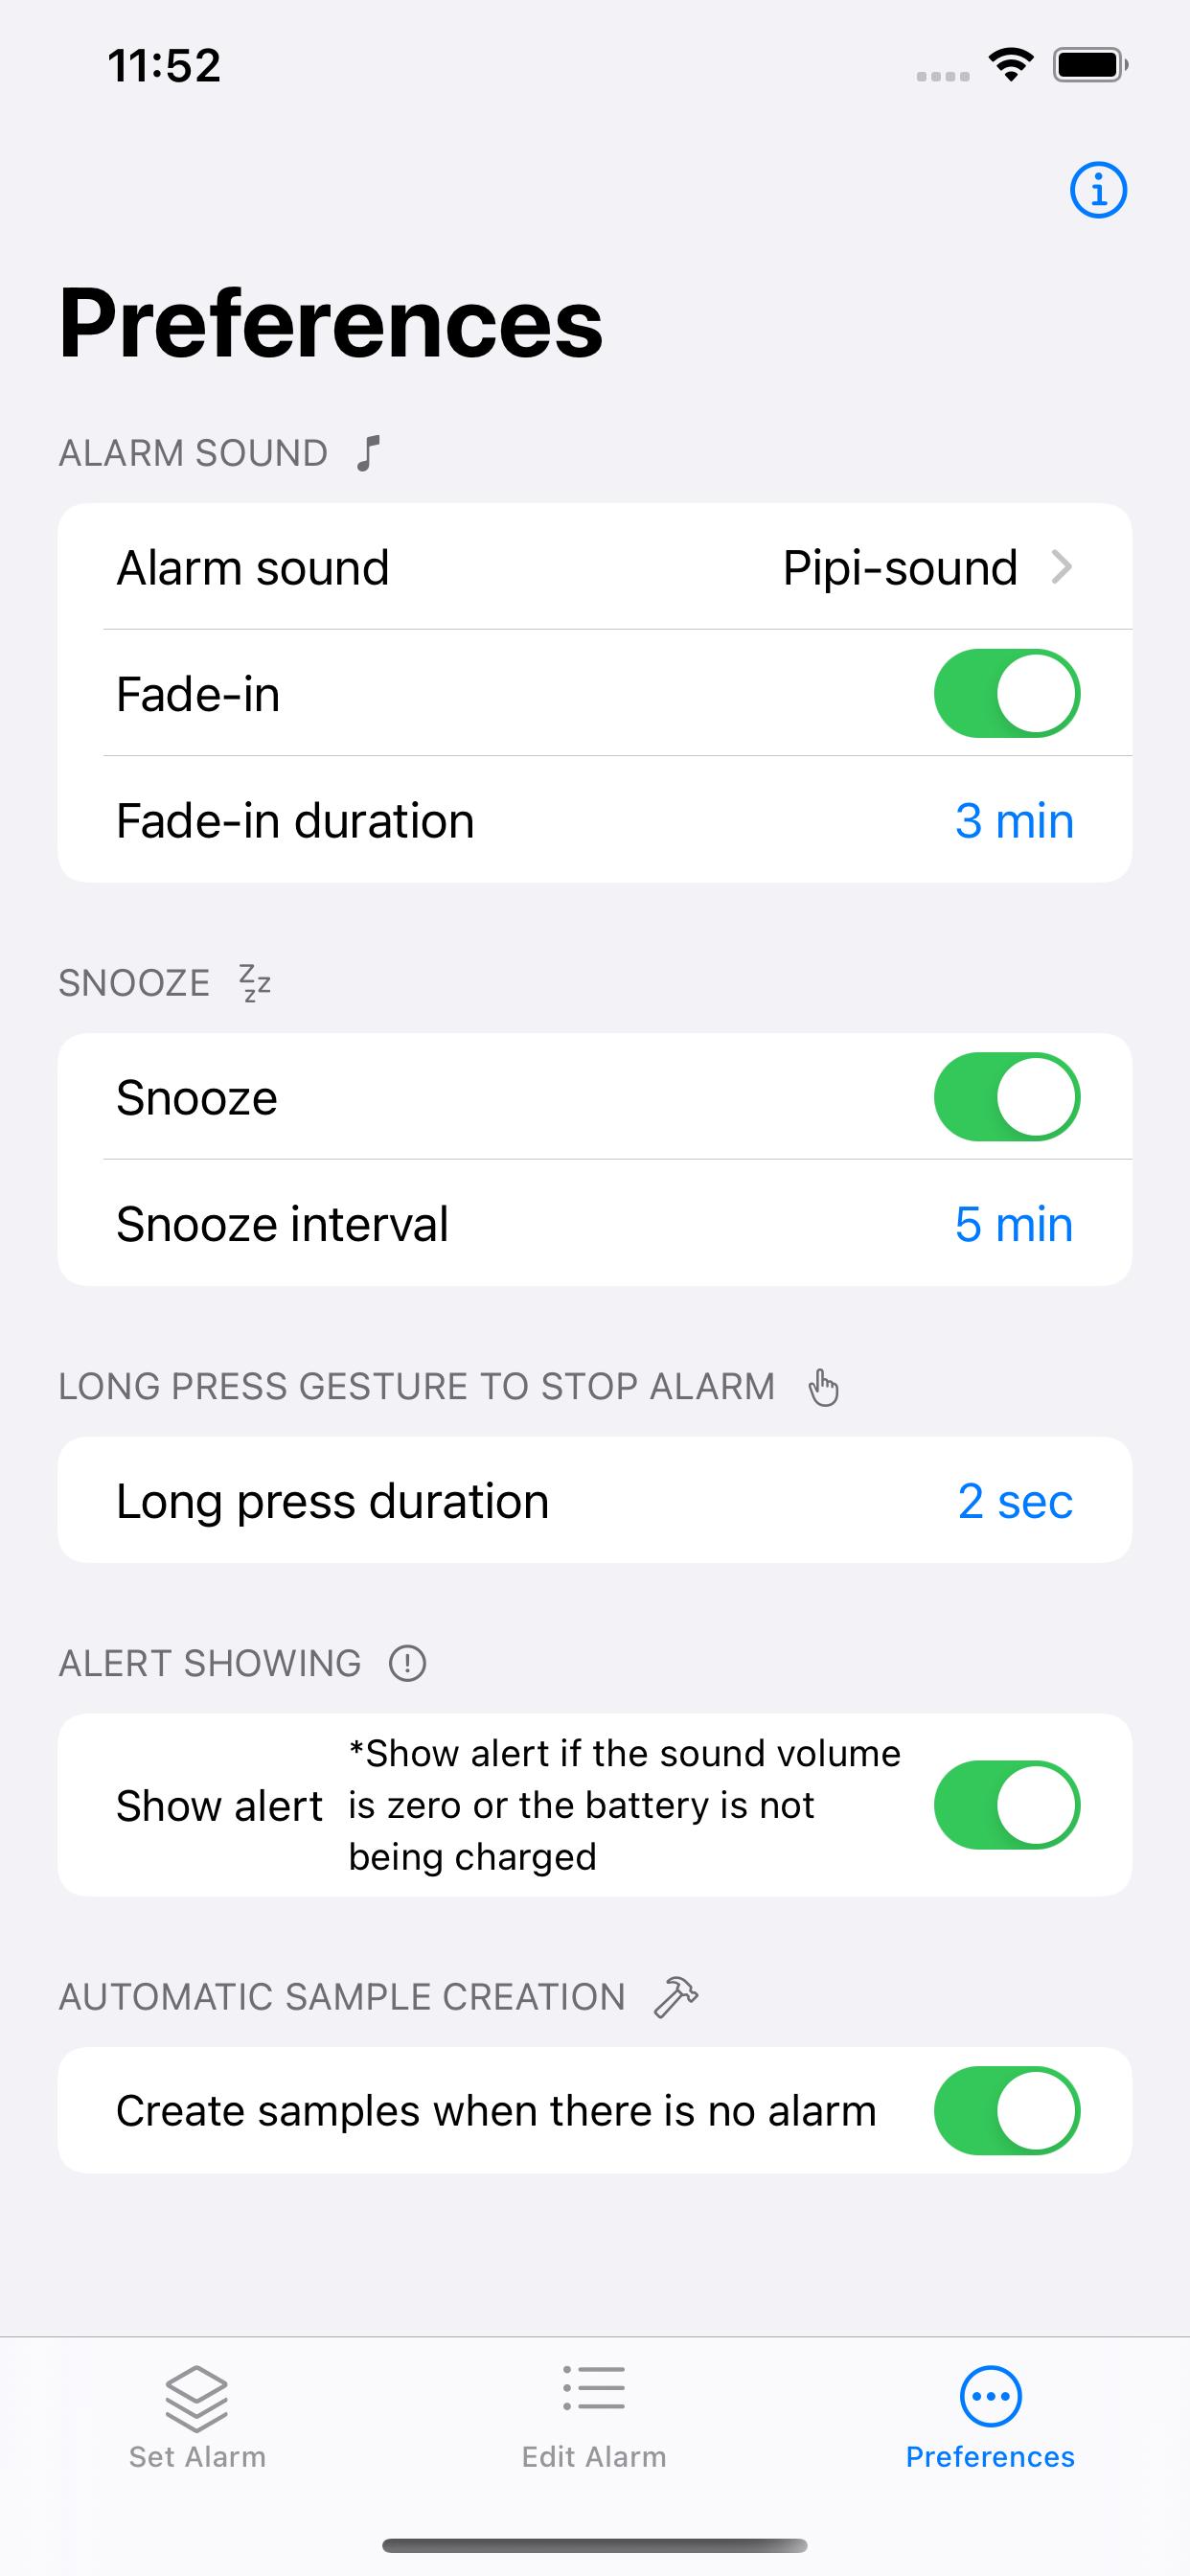 11:52
Preferences
ALARM SOUND
Alarm sound Pipi-sound
Fade-in
Fade-in duration 3 min
SNOOZE
Snooze
Snooze interval 5 min
LONG PRESS GESTURE TO STOP ALARM
Long press duration 2 sec
ALERT SHOWING
Show alert
*Show alert if the sound volume
is zero or the battery is not
being charged
AUTOMATIC SAMPLE CREATION
Create samples when there is no alarm
Set Alarm Edit Alarm Preferences